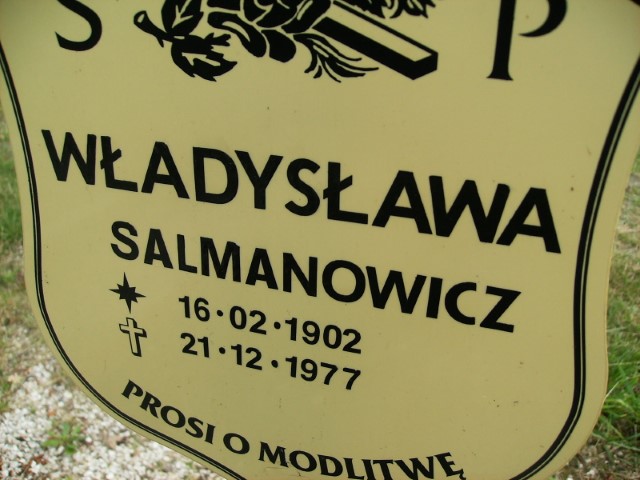 S P
WŁADYSŁAWA
SALMANOWICZ
16·02·1902
21·12·1977
PROSI O MODLITWĘ